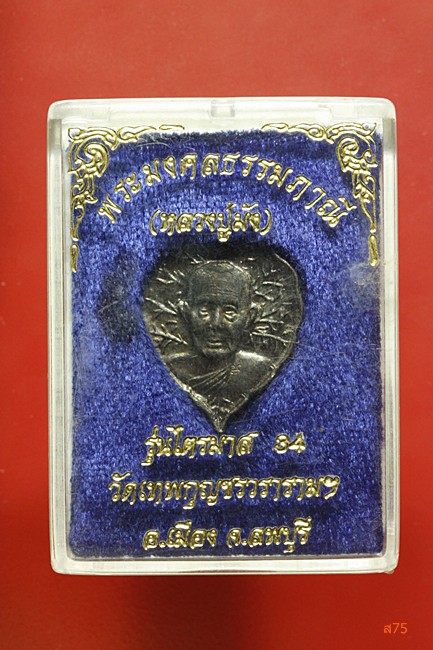 พระมงคลธรรมภาณี
(หลวงปู่มัง)
รุ่นไตรมาส 34
วัดเทพกุญชรวรารามฯ
อ.เมือง จ.ลพบุรี
ส75